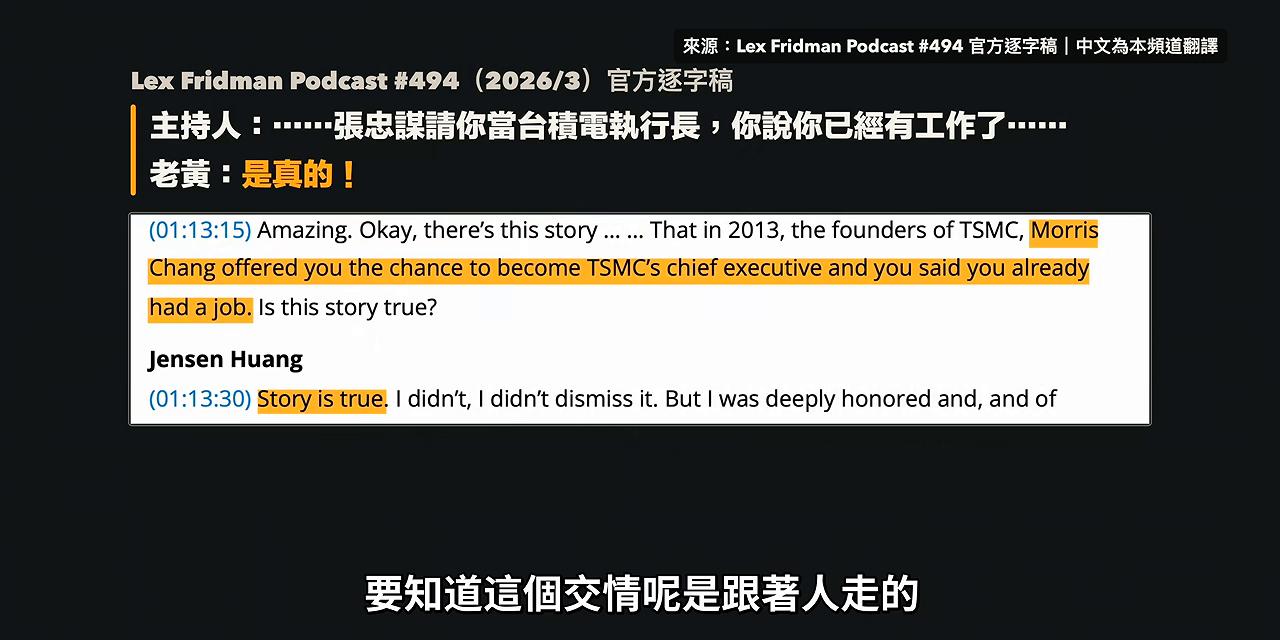 來源：Lex Fridman Podcast #494 官方逐字稿｜中文為本頻道翻譯
Lex Fridman Podcast #494（2026/3）官方逐字稿
主持人：⋯⋯張忠謀請你當台積電執行長，你說你已經有工作了⋯⋯
老黃：是真的！
(01:13:15) Amazing. Okay, there’s this story ... ... That in 2013, the founders of TSMC, Morris
Chang offered you the chance to become TSMC’s chief executive and you said you already
had a job. Is this story true?
Jensen Huang
(01:13:30) Story is true. I didn’t, I didn’t dismiss it. But I was deeply honored and, and of
要知道這個交情呢是跟著人走的